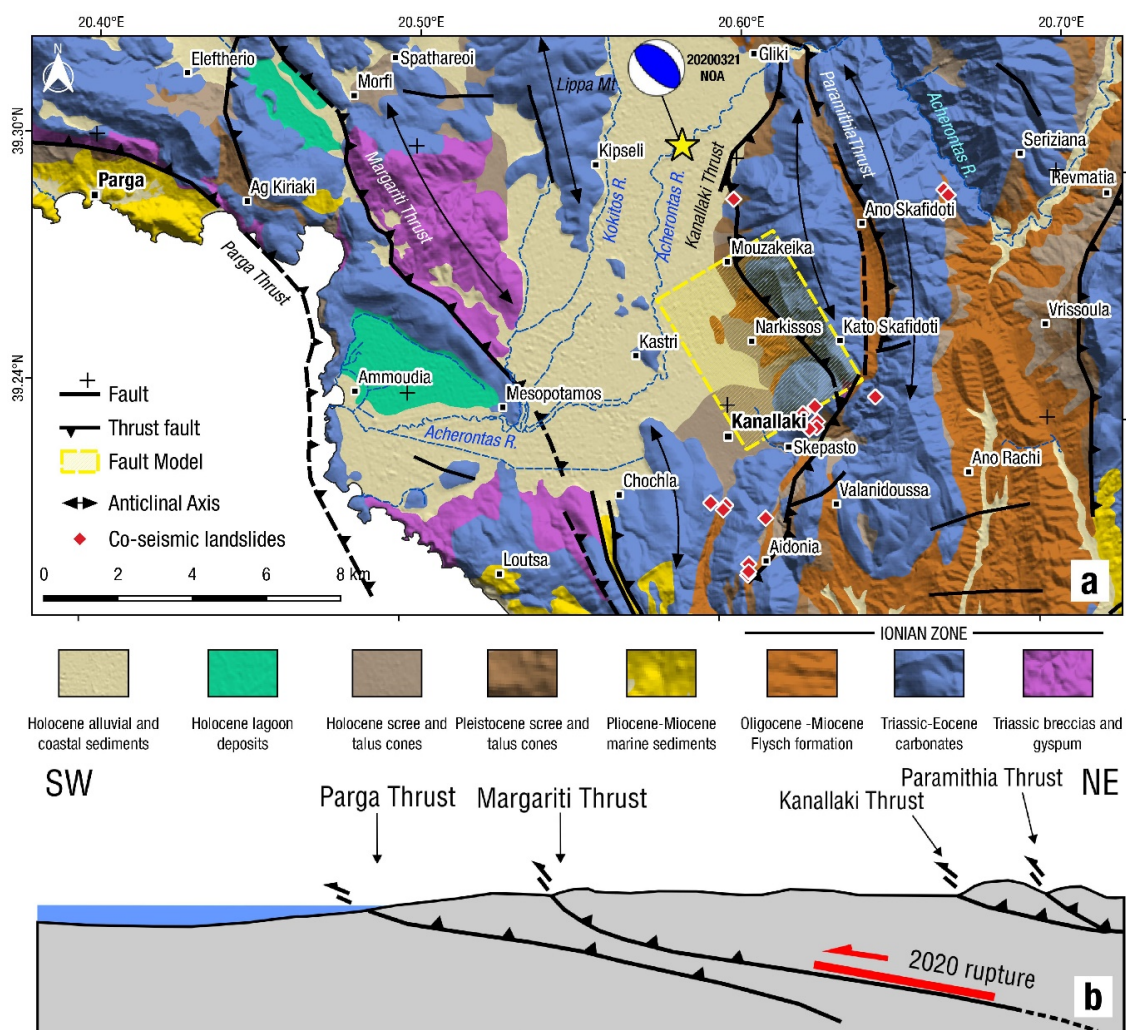 20.40°E
20.50°E
20.60°E
20.70°E
39.30°N
39.24°N
N
Eleftherio
Spathareoi
Morfi
Lippa Mt
20200321
NOA
Gliki
Paramithia Thrust
Acherontas R.
Seriziana
Revmatia
Kipseli
Parga
Ag Kiriaki
Margariti Thrust
Kokitos R.
Acherontas R.
Kanallaki Thrust
Ano Skafidoti
Parga Thrust
Mouzakeika
Narkissos
Kato Skafidoti
Vrissoula
Kastri
Ammoudia
Mesopotamos
Acherontas R.
Kanallaki
Skepasto
Ano Rachi
Chochla
Valanidoussa
Loutsa
Aidonia
Fault
Thrust fault
Fault Model
Anticlinal Axis
Co-seismic landslides
0 2 4 6 8 km
a
IONIAN ZONE
Holocene alluvial and
coastal sediments
Holocene lagoon
deposits
Holocene scree and
talus cones
Pleistocene scree and
talus cones
Pliocene-Miocene
marine sediments
Oligocene -Miocene
Flysch formation
Triassic-Eocene
carbonates
Triassic breccias and
gyspum
SW
NE
Parga Thrust
Margariti Thrust
Kanallaki Thrust
Paramithia Thrust
2020 rupture
b